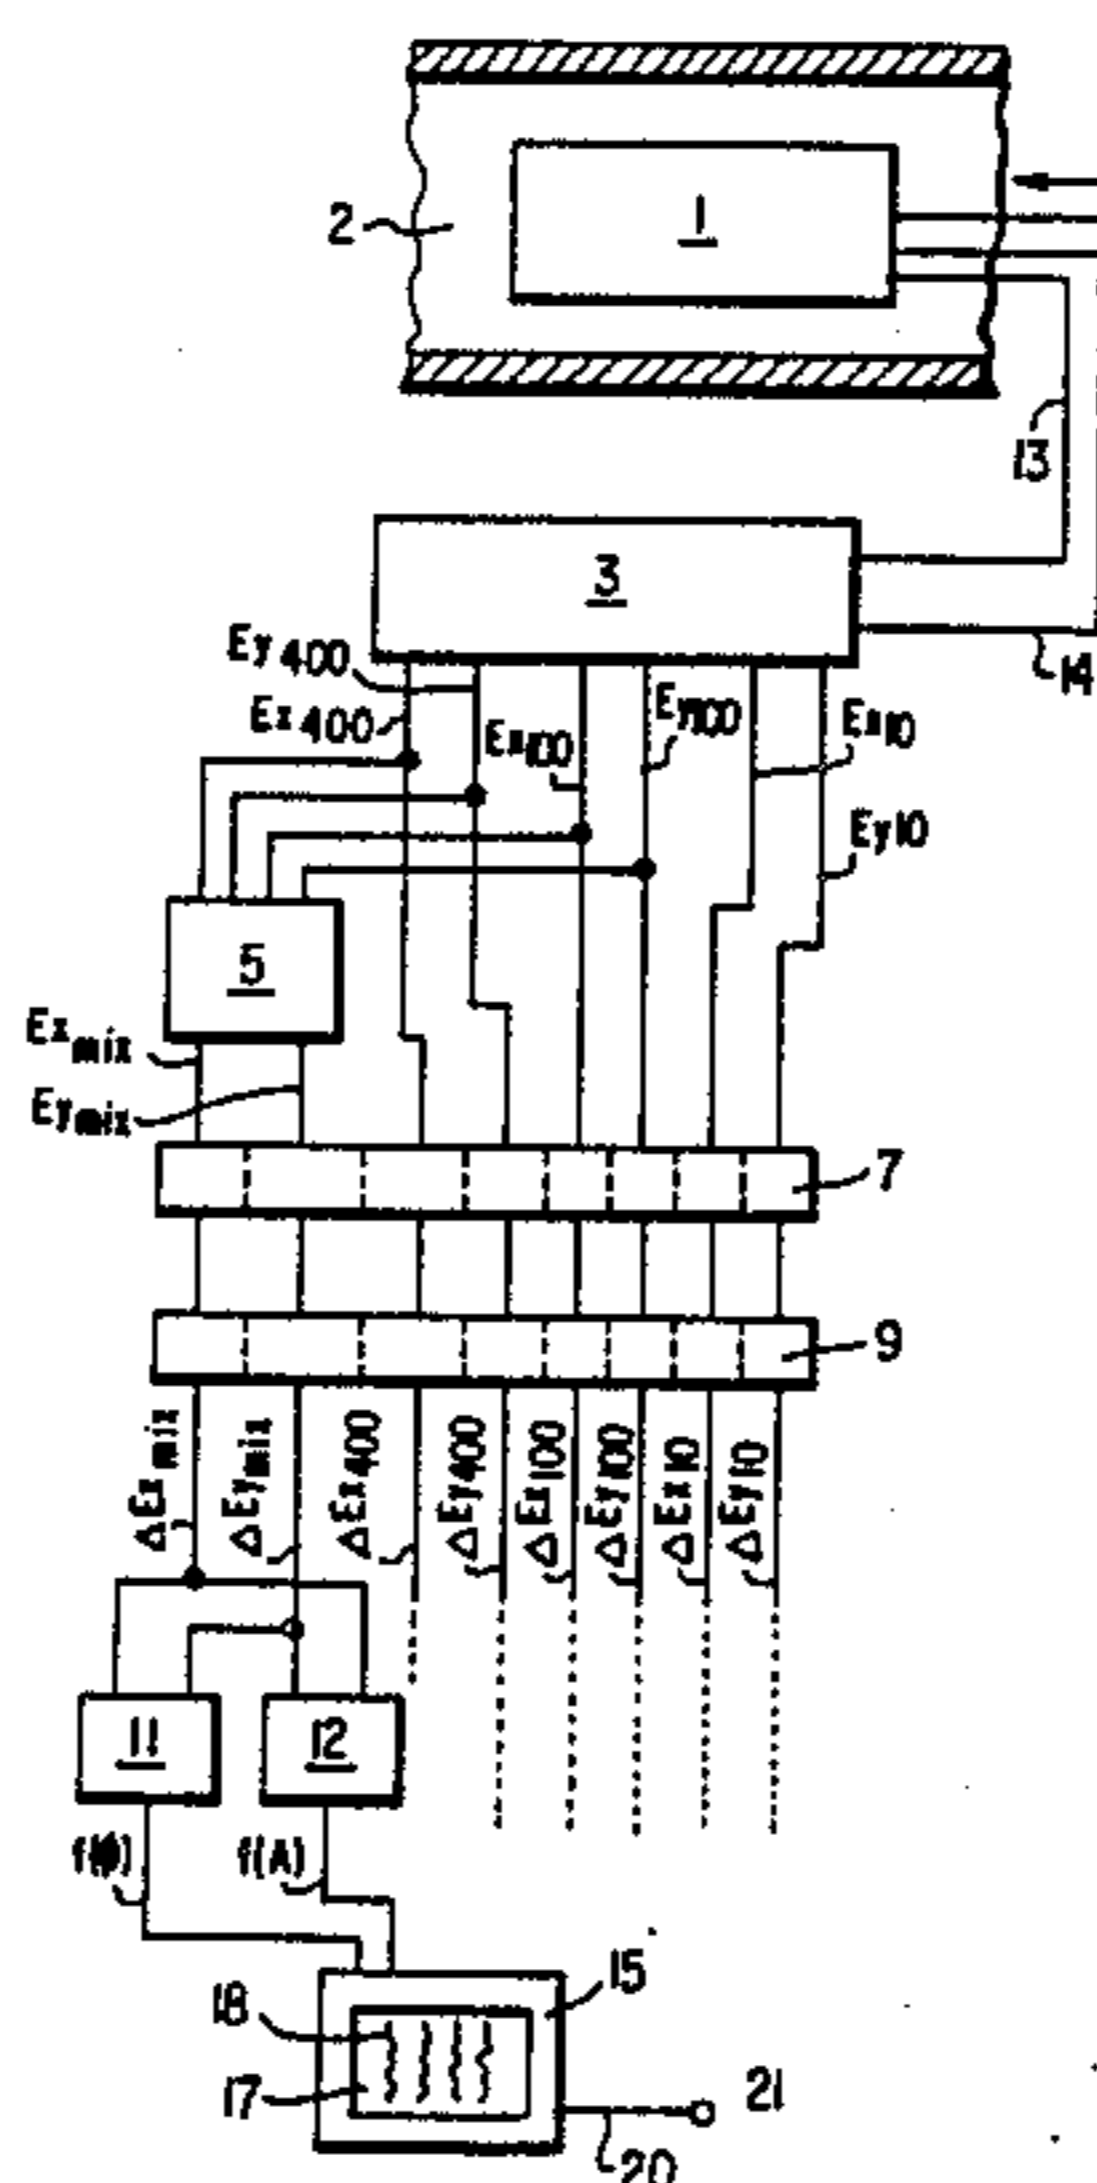 1
2
13
3
14
Ey400
Ex400
Ex100
Ey100
Ex10
Ey10
5
Exmix
Eymix
7
9
ΔExmix
ΔEymix
ΔEx400
ΔEy400
ΔEx100
ΔEy100
ΔEx10
ΔEy10
11
12
f(ϕ)
f(A)
15
18
17
21
20